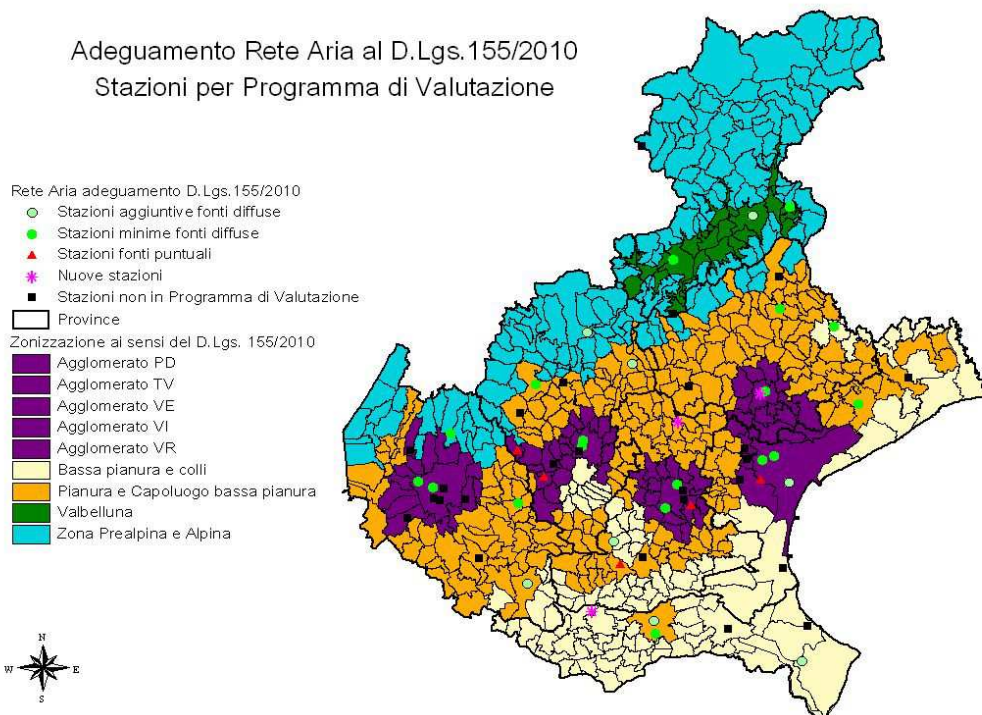 Adeguamento Rete Aria al D.Lgs.155/2010
Stazioni per Programma di Valutazione
Rete Aria adeguamento D.Lgs.155/2010
Stazioni aggiuntive fonti diffuse
Stazioni minime fonti diffuse
Stazioni fonti puntuali
Nuove stazioni
Stazioni non in Programma di Valutazione
Province
Zonizzazione ai sensi del D.Lgs. 155/2010
Agglomerato PD
Agglomerato TV
Agglomerato VE
Agglomerato VI
Agglomerato VR
Bassa pianura e colli
Pianura e Capoluogo bassa pianura
Valbelluna
Zona Prealpina e Alpina
N
W E
S